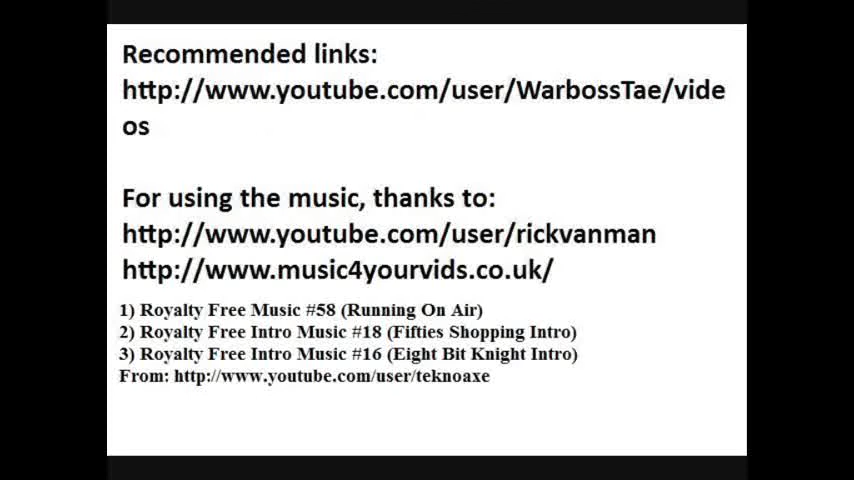 Recommended links:
http://www.youtube.com/user/WarbossTae/vide
os
For using the music, thanks to:
http://www.youtube.com/user/rickvanman
http://www.music4yourvids.co.uk/
1) Royalty Free Music #58 (Running On Air)
2) Royalty Free Intro Music #18 (Fifties Shopping Intro)
3) Royalty Free Intro Music #16 (Eight Bit Knight Intro)
From: http://www.youtube.com/user/teknoaxe